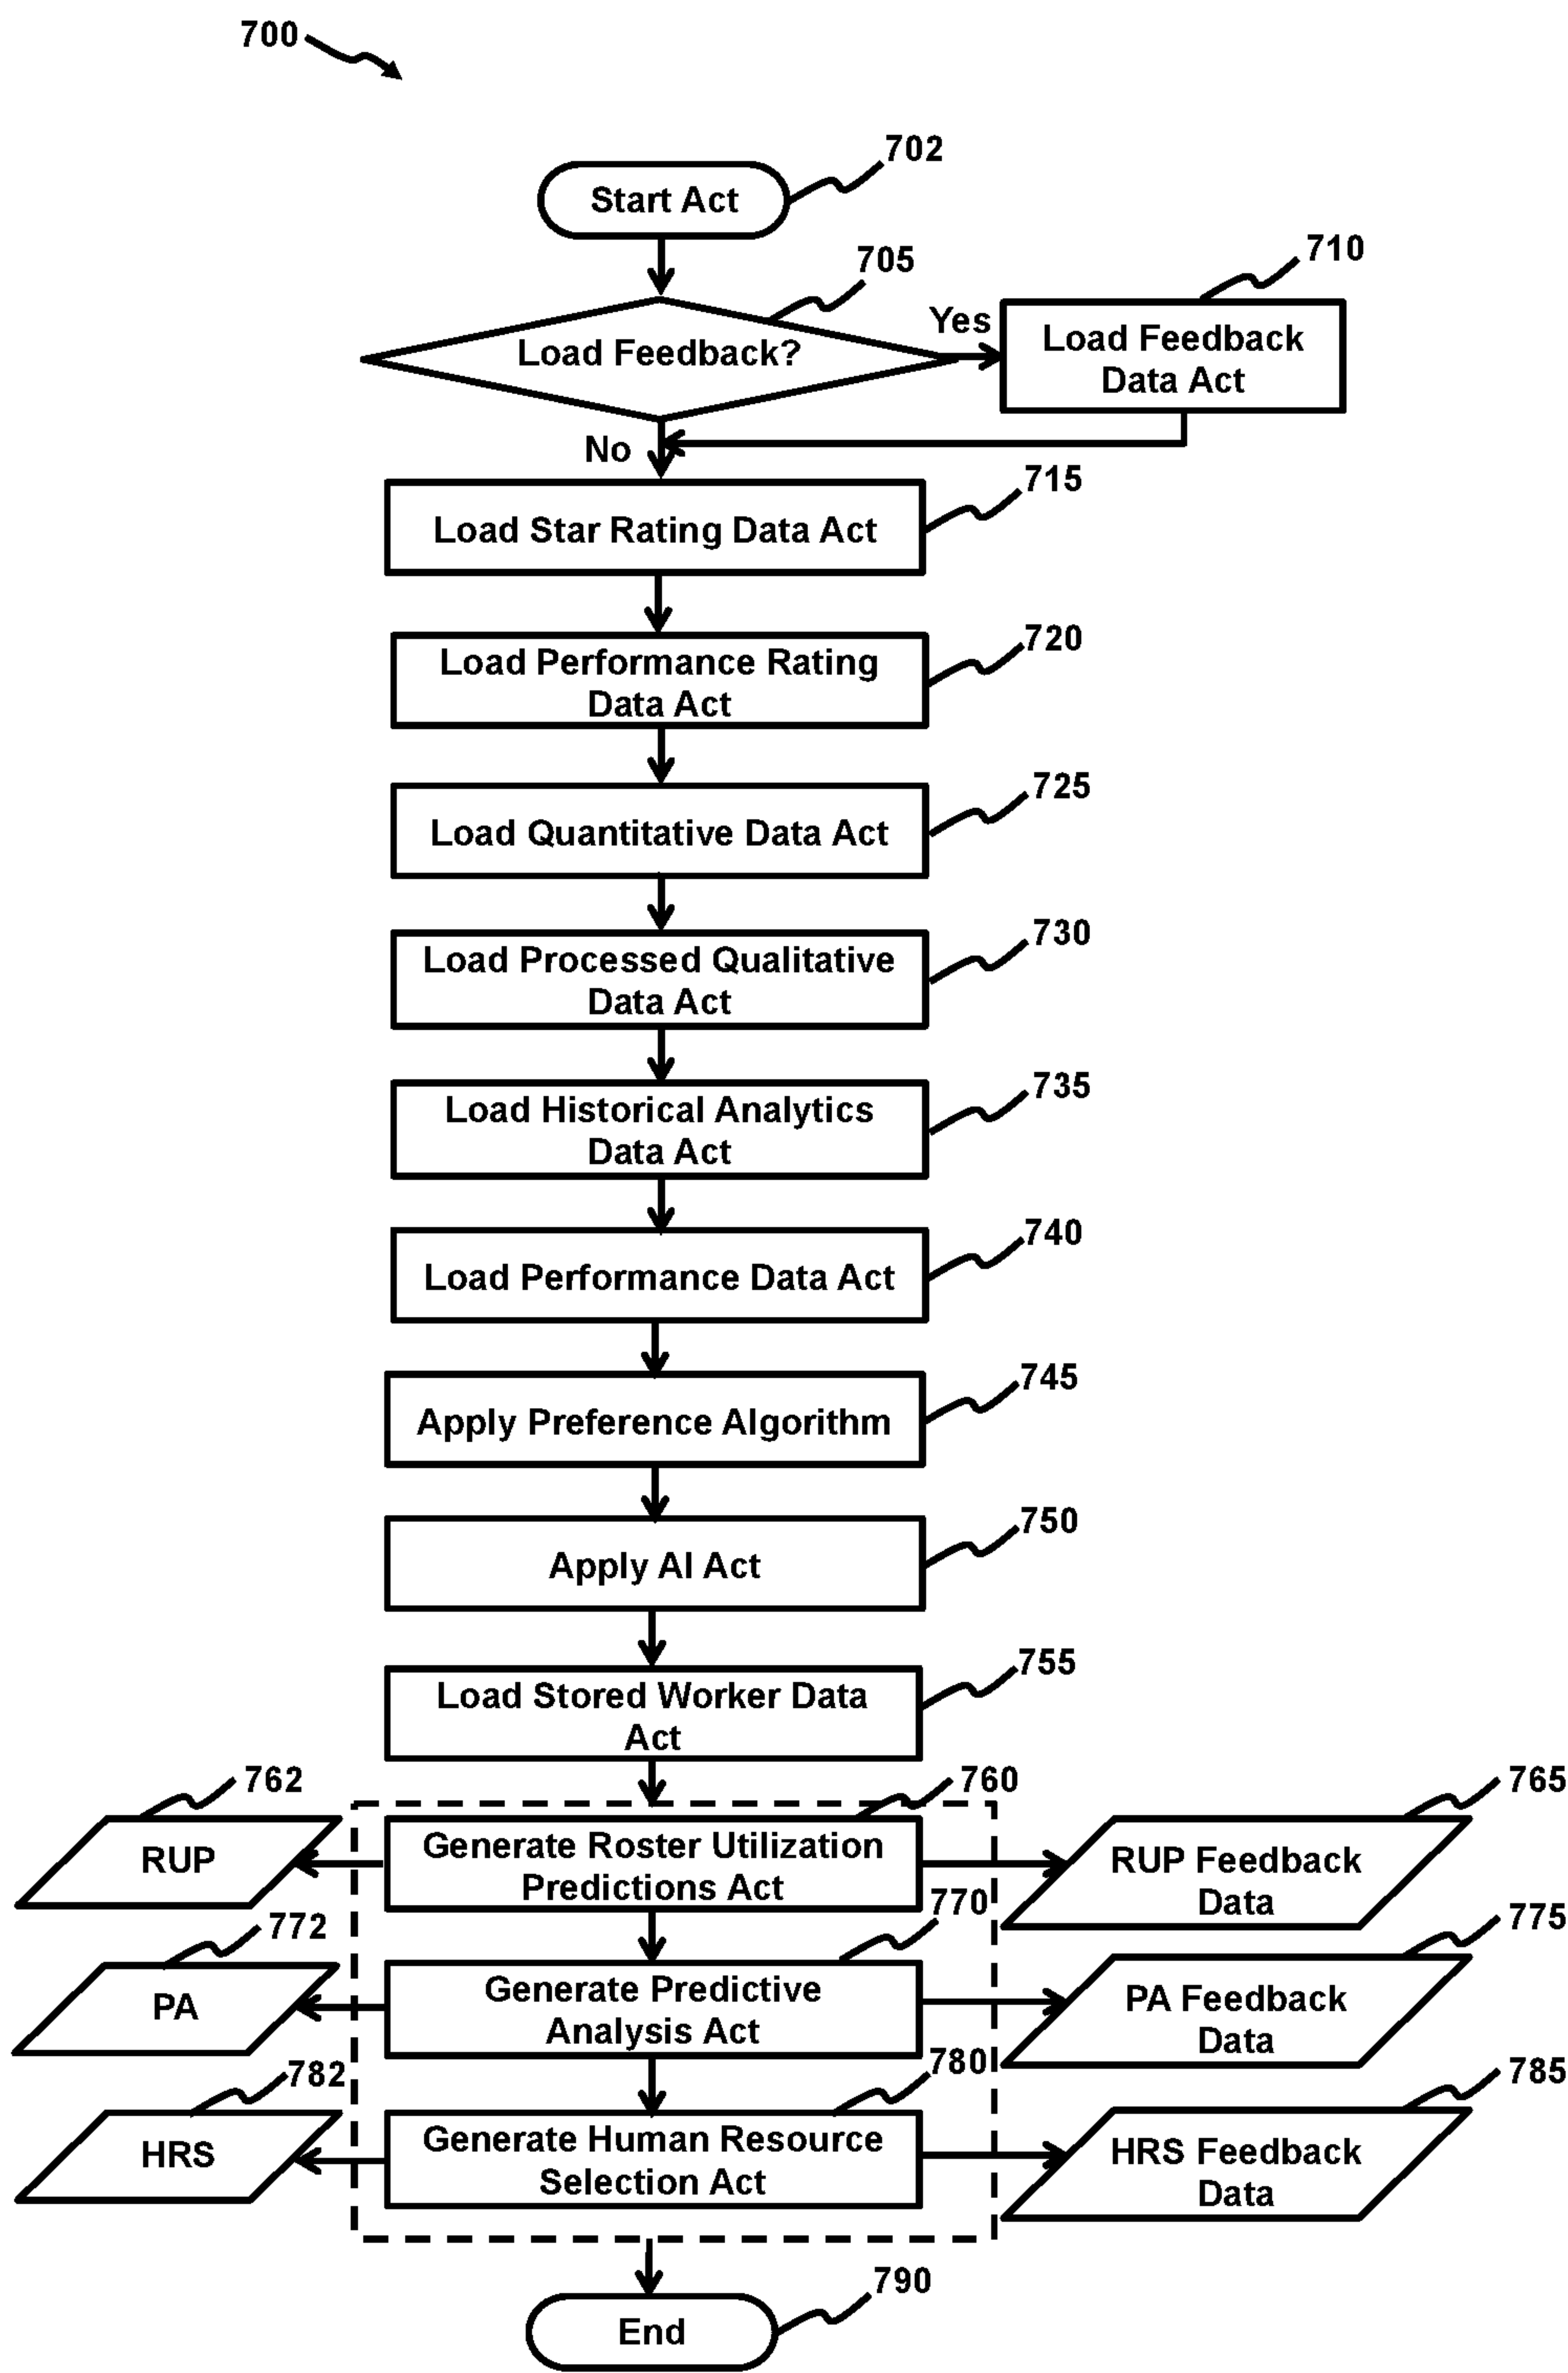 700
702
Start Act
705
710
Load Feedback?
Yes
Load Feedback
Data Act
No
715
Load Star Rating Data Act
720
Load Performance Rating
Data Act
725
Load Quantitative Data Act
730
Load Processed Qualitative
Data Act
735
Load Historical Analytics
Data Act
740
Load Performance Data Act
745
Apply Preference Algorithm
750
Apply AI Act
755
Load Stored Worker Data
Act
762
760
765
RUP
Generate Roster Utilization
Predictions Act
RUP Feedback
Data
772
770
775
PA
Generate Predictive
Analysis Act
PA Feedback
Data
782
780
785
HRS
Generate Human Resource
Selection Act
HRS Feedback
Data
790
End